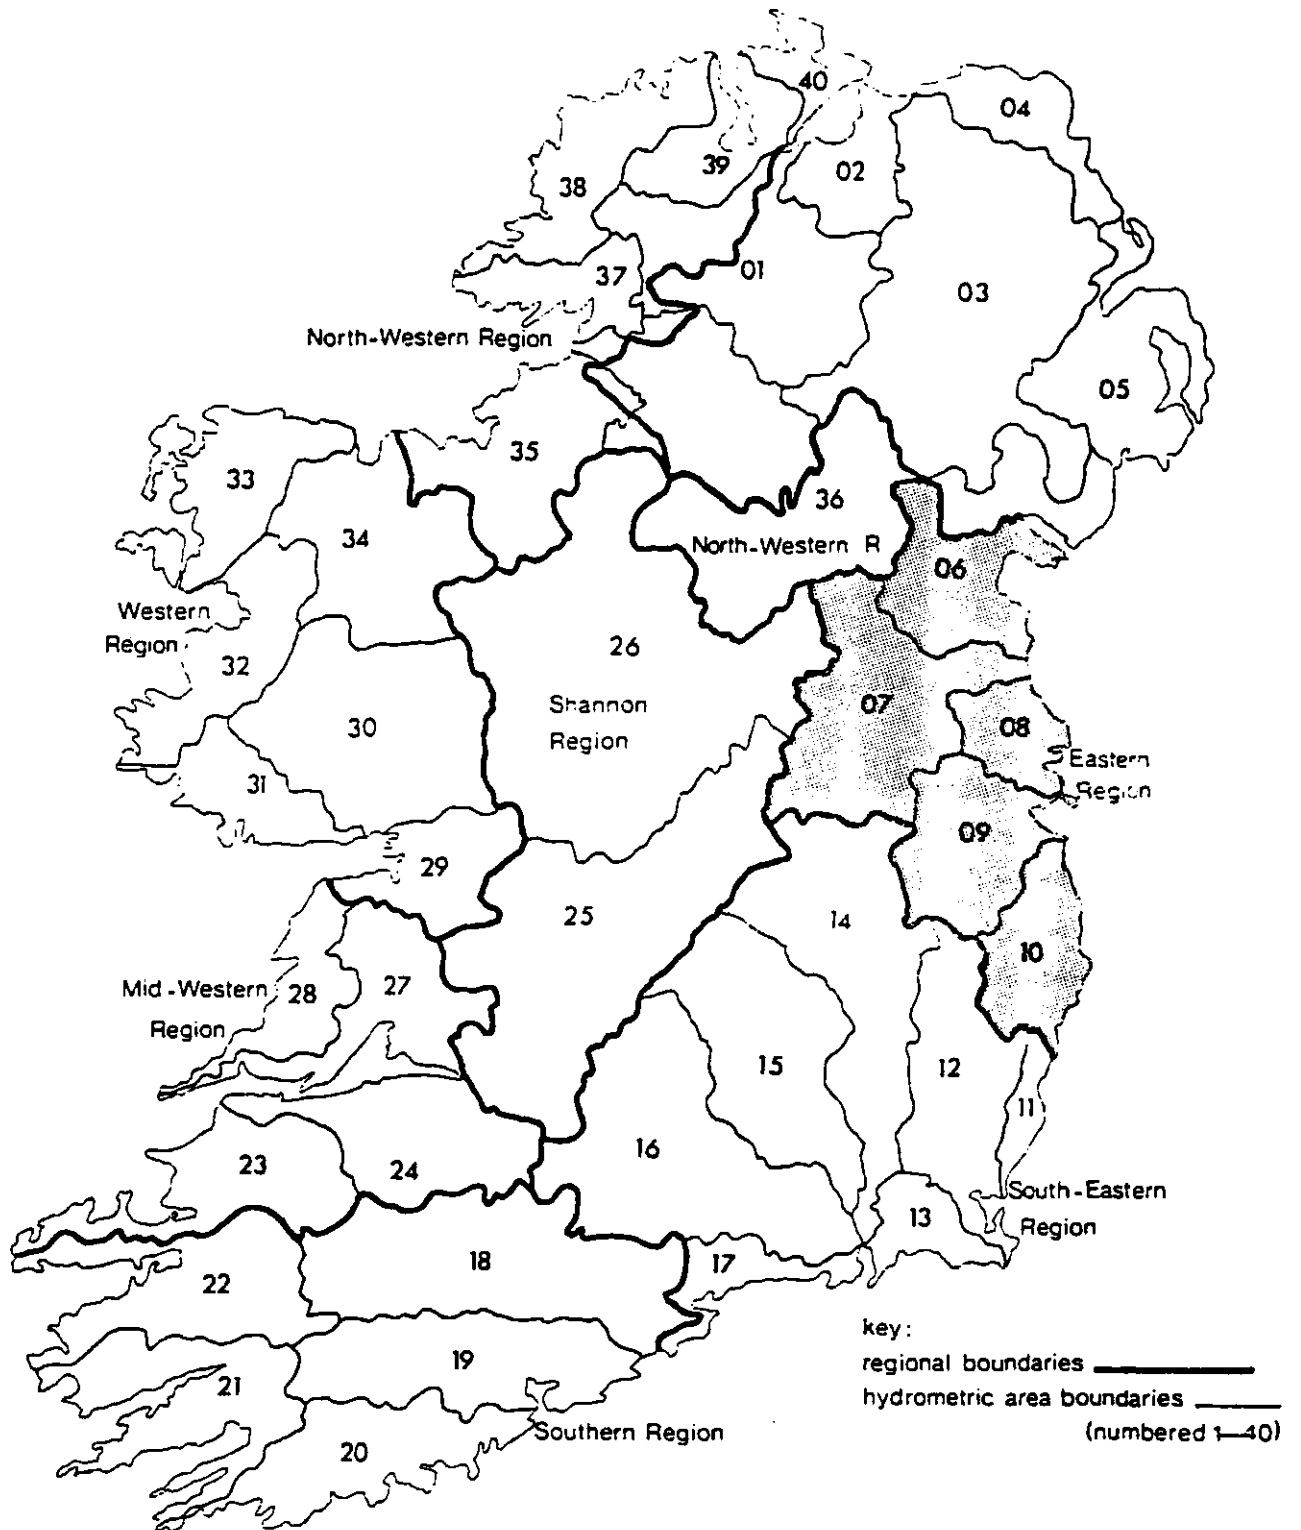 40
04
39
02
38
01
37
03
North-Western Region
05
35
33
36
34
North-Western R
06
Western
Region
26
32
07
Shannon
Region
30
08
Eastern
Region
31
09
29
25
14
10
Mid-Western
Region
28
27
15
12
11
16
23
24
South-Eastern
Region
13
17
18
22
19
21
20
Southern Region
key:
regional boundaries
hydrometric area boundaries
(numbered 1—40)